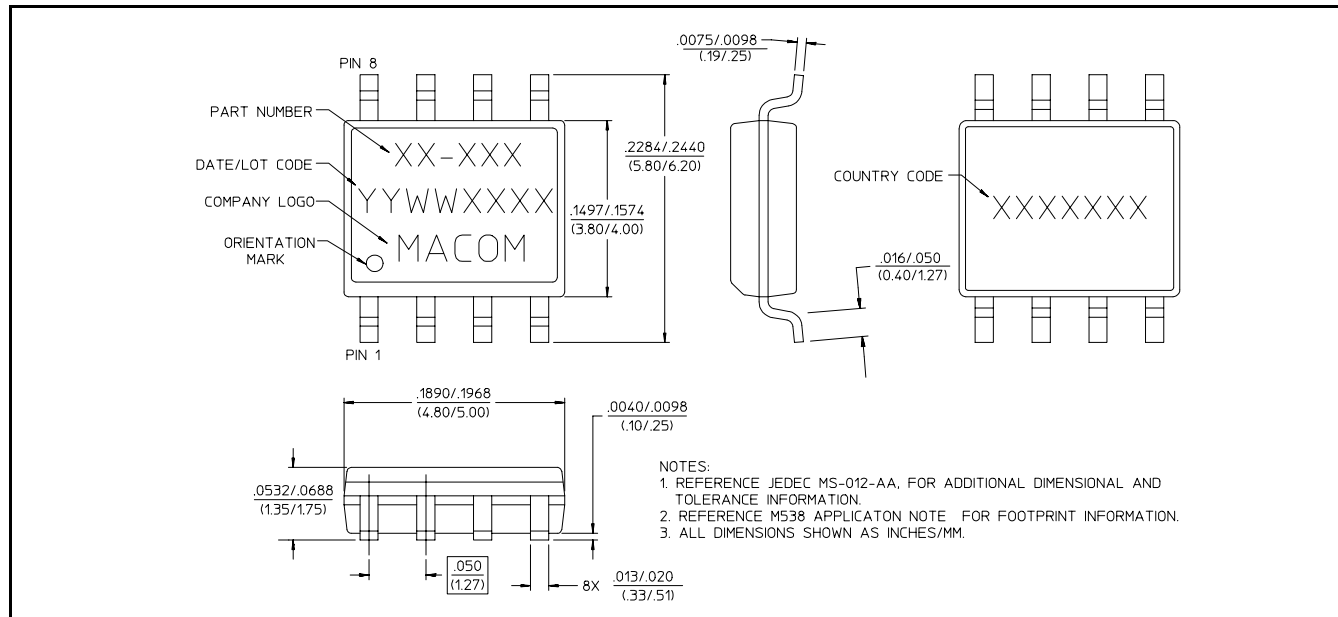 PIN 8
PART NUMBER
XX-XXX
DATE/LOT CODE
YYWWXXXX
COMPANY LOGO
MACOM
ORIENTATION
MARK
PIN 1
.2284/.2440
(5.80/6.20)
.1497/.1574
(3.80/4.00)
.0075/.0098
(.19/.25)
.016/.050
(0.40/1.27)
COUNTRY CODE
XXXXXXX
.1890/.1968
(4.80/5.00)
.0040/.0098
(.10/.25)
.0532/.0688
(1.35/1.75)
.050
(1.27)
8X .013/.020
(.33/.51)
NOTES:
1. REFERENCE JEDEC MS-012-AA, FOR ADDITIONAL DIMENSIONAL AND
TOLERANCE INFORMATION.
2. REFERENCE M538 APPLICATON NOTE FOR FOOTPRINT INFORMATION.
3. ALL DIMENSIONS SHOWN AS INCHES/MM.